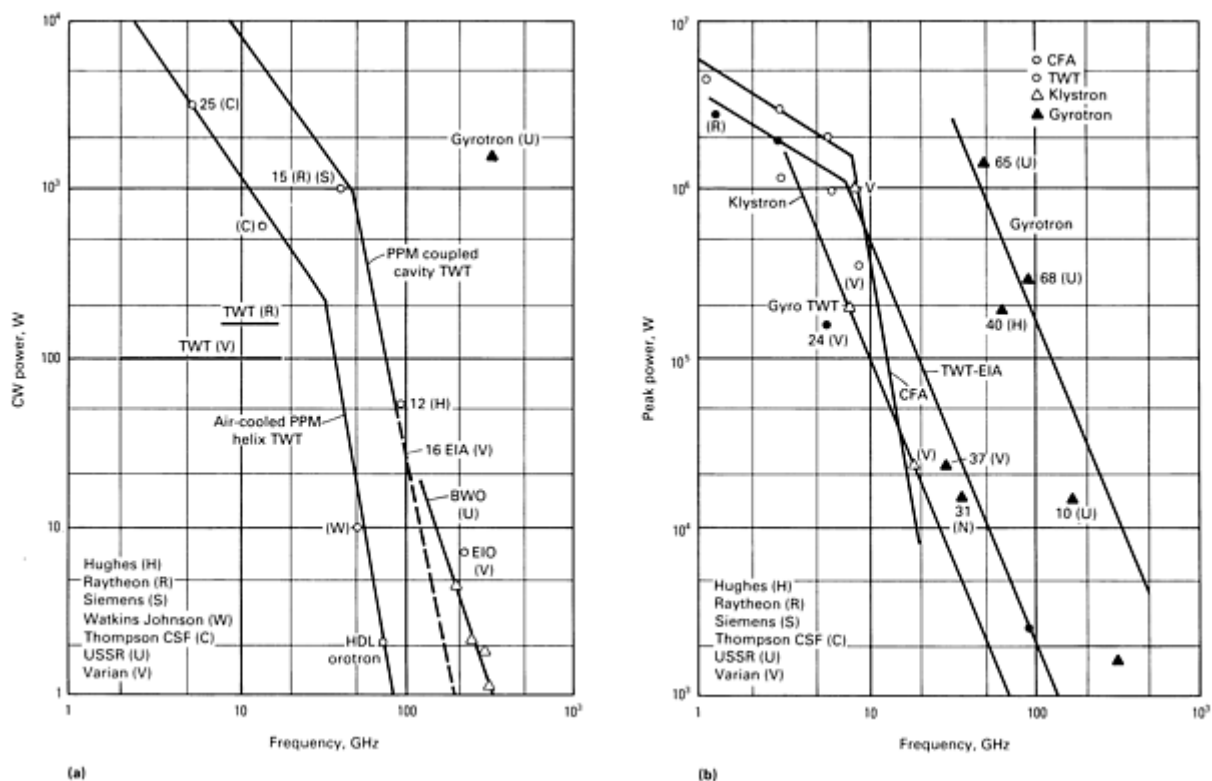 10⁴
10³
100
10
1
CW power, W
25 (C)
Gyrotron (U)
15 (R) (S)
(C)
PPM coupled
cavity TWT
TWT (R)
TWT (V)
12 (H)
Air-cooled PPM
helix TWT
16 EIA (V)
BWO
(U)
(W)
EIO
(V)
Hughes (H)
Raytheon (R)
Siemens (S)
Watkins Johnson (W)
Thompson CSF (C)
USSR (U)
Varian (V)
HDL
orotron
1
10
100
10³
Frequency, GHz
(a)
10⁷
10⁶
10⁵
10⁴
10³
Peak power, W
CFA
TWT
Klystron
Gyrotron
(R)
65 (U)
V
Klystron
Gyrotron
(V)
68 (U)
Gyro TWT
40 (H)
24 (V)
TWT-EIA
CFA
(V)
37 (V)
31
(N)
10 (U)
Hughes (H)
Raytheon (R)
Siemens (S)
Thompson CSF (C)
USSR (U)
Varian (V)
1
10
100
10³
Frequency, GHz
(b)